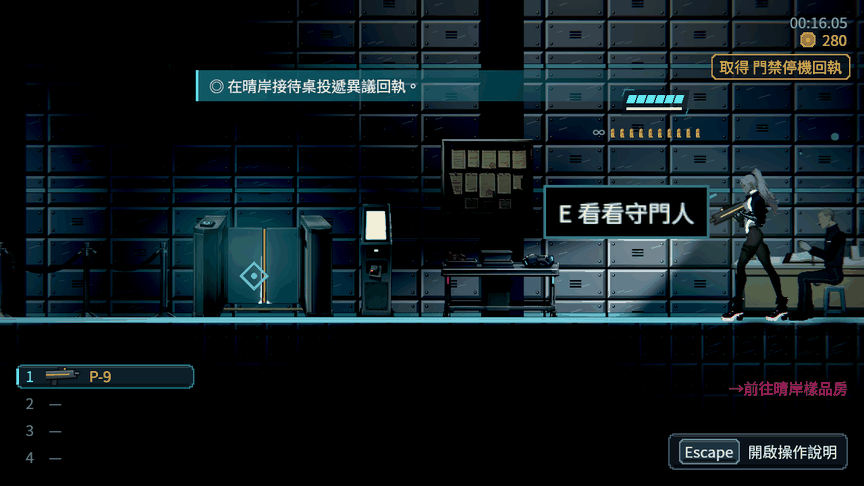 00:16.05
280
取得 門禁停機回執
◎ 在晴岸接待桌投遞異議回執。
∞
E 看看守門人
1 P-9
2 —
3 —
4 —
→前往晴岸樣品房
Escape 開啟操作說明